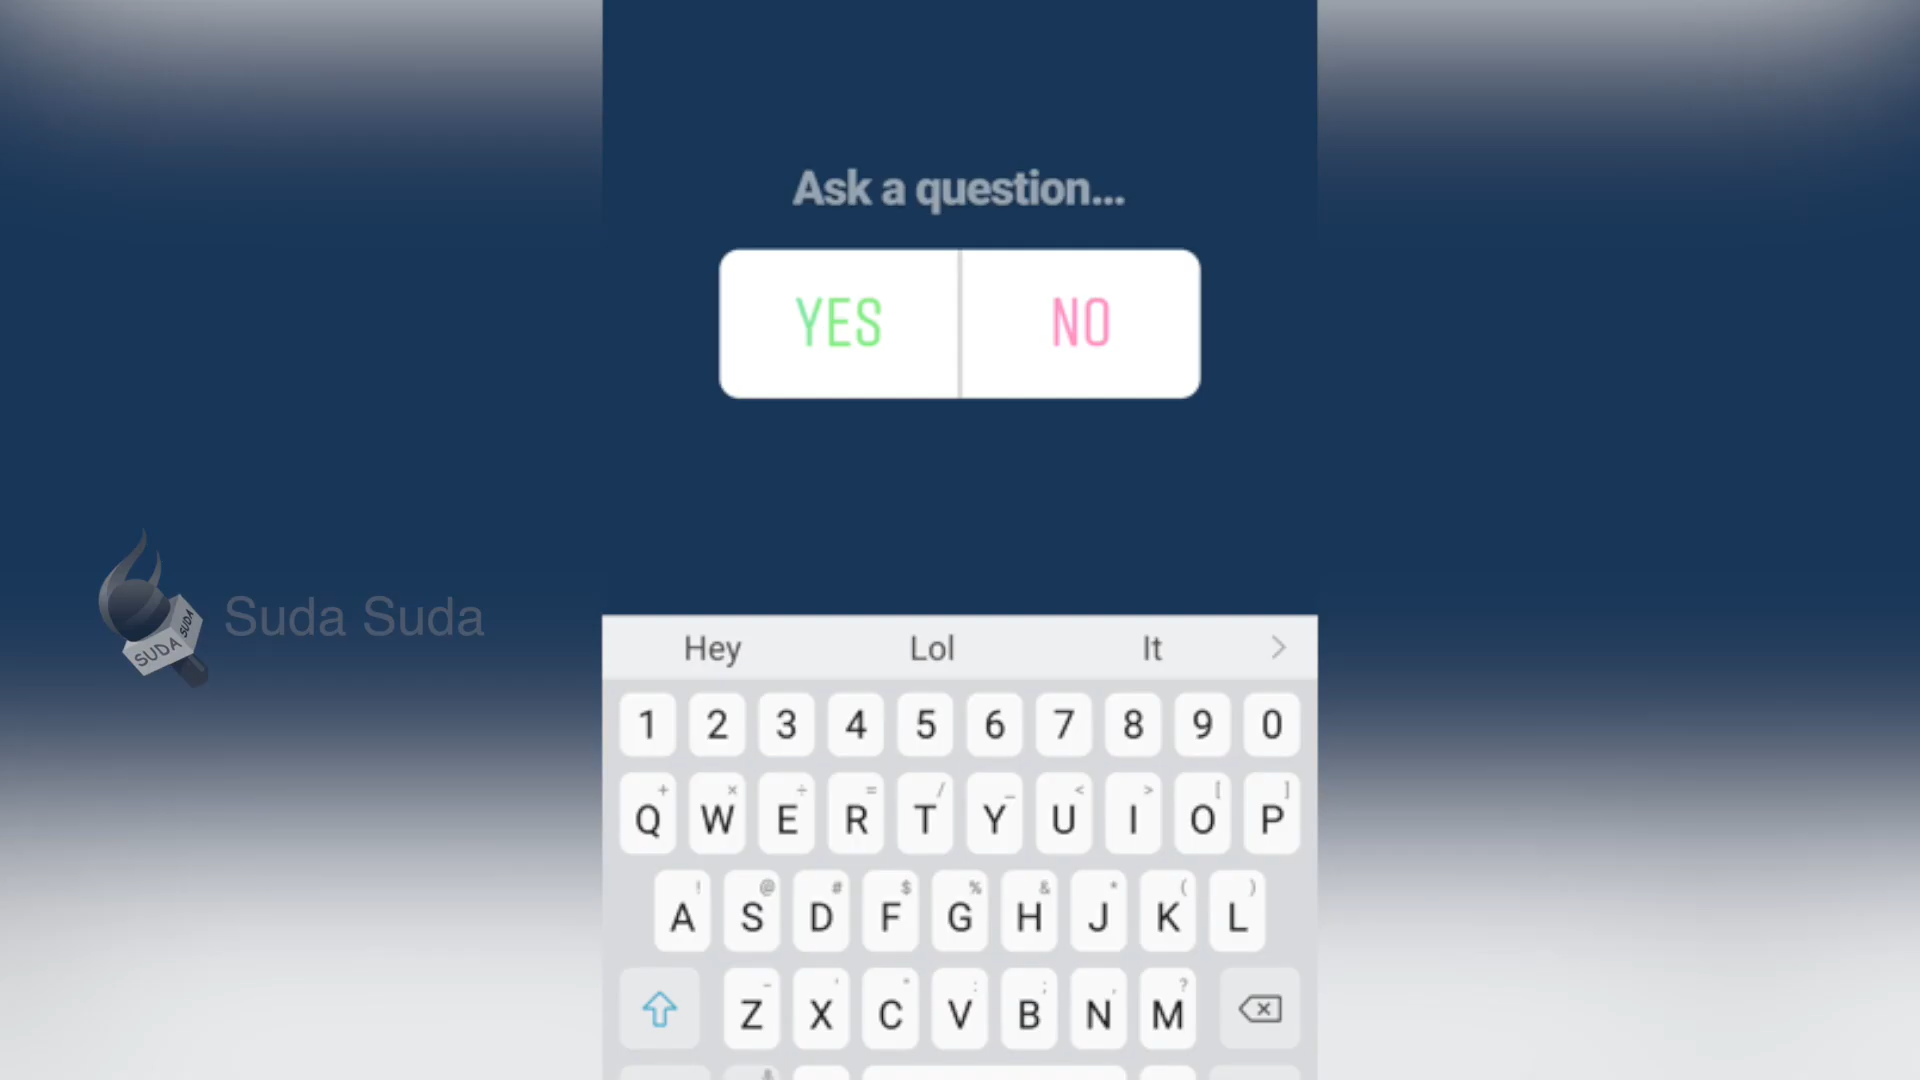 Ask a question...
YES NO
SUDA SUDA Suda Suda
Hey Lol It >
1 2 3 4 5 6 7 8 9 0
+ × ÷ = / _ < > [ ]
Q W E R T Y U I O P
! @ # $ % & * ( )
A S D F G H J K L
- ' " : ; , ?
Z X C V B N M